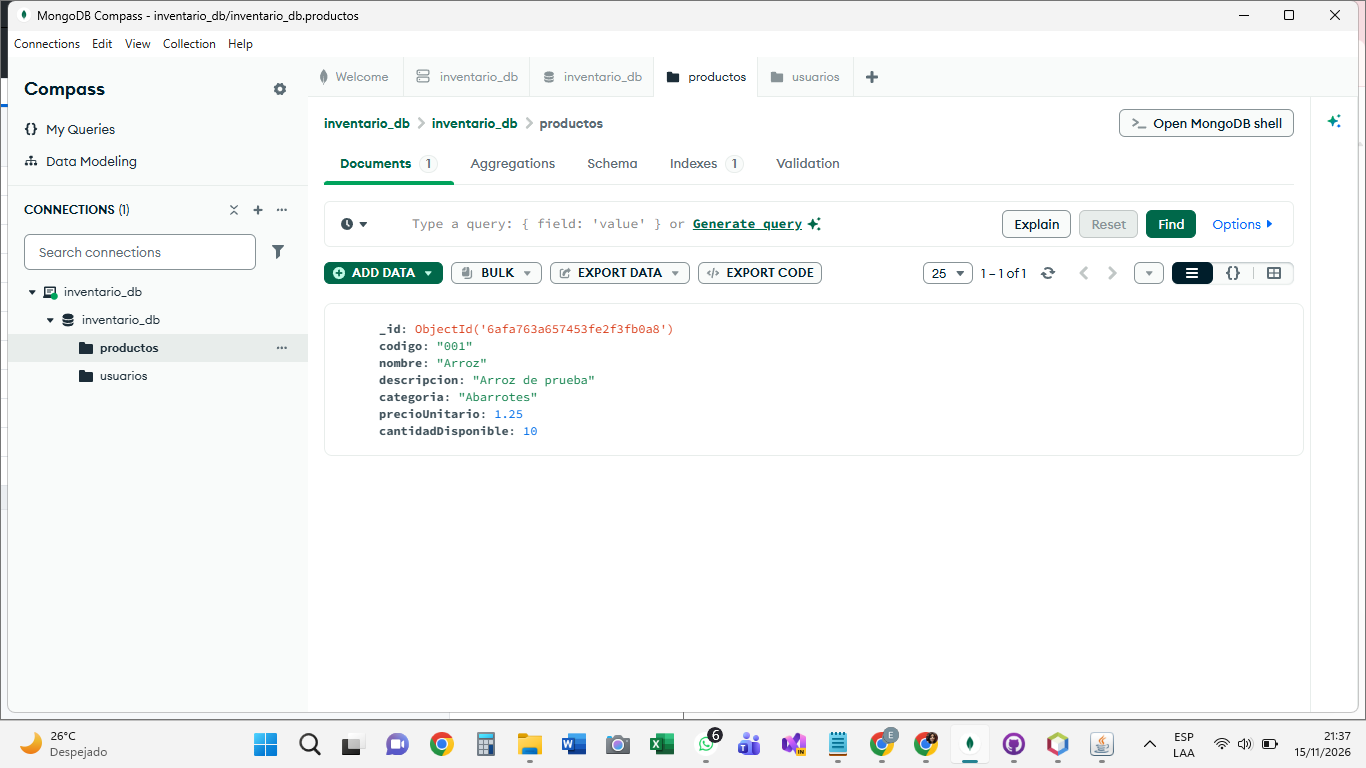 MongoDB Compass - inventario_db/inventario_db.productos
Connections Edit View Collection Help
Compass
My Queries
Data Modeling
CONNECTIONS (1)
Search connections
inventario_db
inventario_db
productos
usuarios
Welcome inventario_db inventario_db productos usuarios
inventario_db > inventario_db > productos
>_ Open MongoDB shell
Documents 1 Aggregations Schema Indexes 1 Validation
Type a query: { field: 'value' } or Generate query
Explain Reset Find Options
ADD DATA BULK EXPORT DATA EXPORT CODE
25 1 – 1 of 1
_id: ObjectId('6afa763a657453fe2f3fb0a8')
codigo: "001"
nombre: "Arroz"
descripcion: "Arroz de prueba"
categoria: "Abarrotes"
precioUnitario: 1.25
cantidadDisponible: 10
26°C
Despejado
6
E
ESP
LAA
21:37
15/11/2026